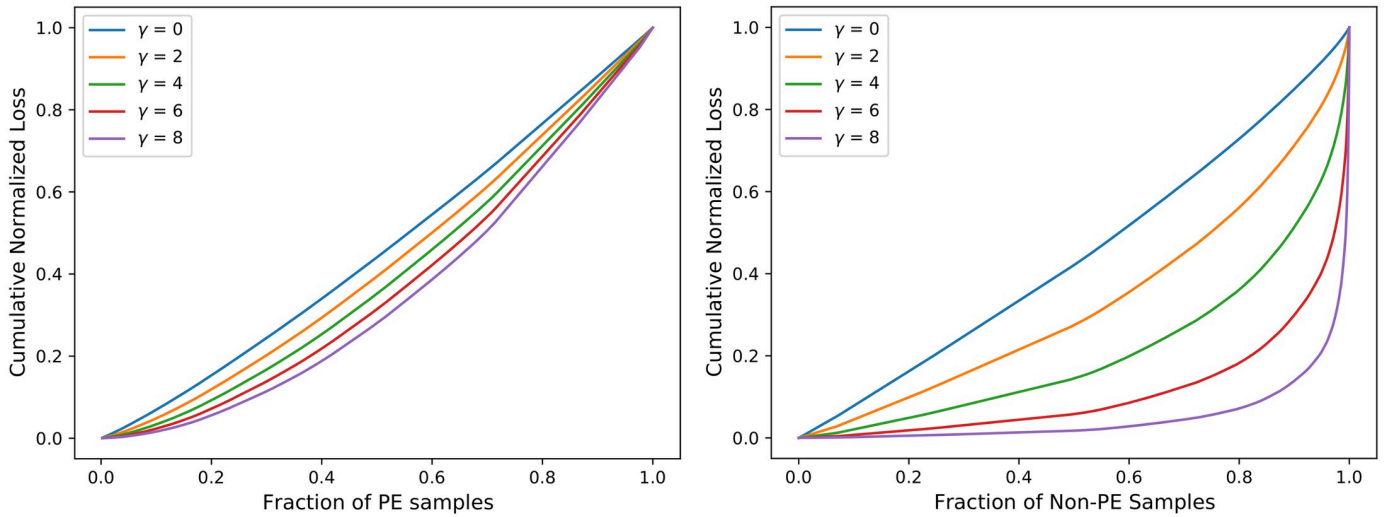 γ = 0
γ = 2
γ = 4
γ = 6
γ = 8
1.0
0.8
0.6
0.4
0.2
0.0
Cumulative Normalized Loss
0.0 0.2 0.4 0.6 0.8 1.0
Fraction of PE samples
γ = 0
γ = 2
γ = 4
γ = 6
γ = 8
1.0
0.8
0.6
0.4
0.2
0.0
Cumulative Normalized Loss
0.0 0.2 0.4 0.6 0.8 1.0
Fraction of Non-PE Samples